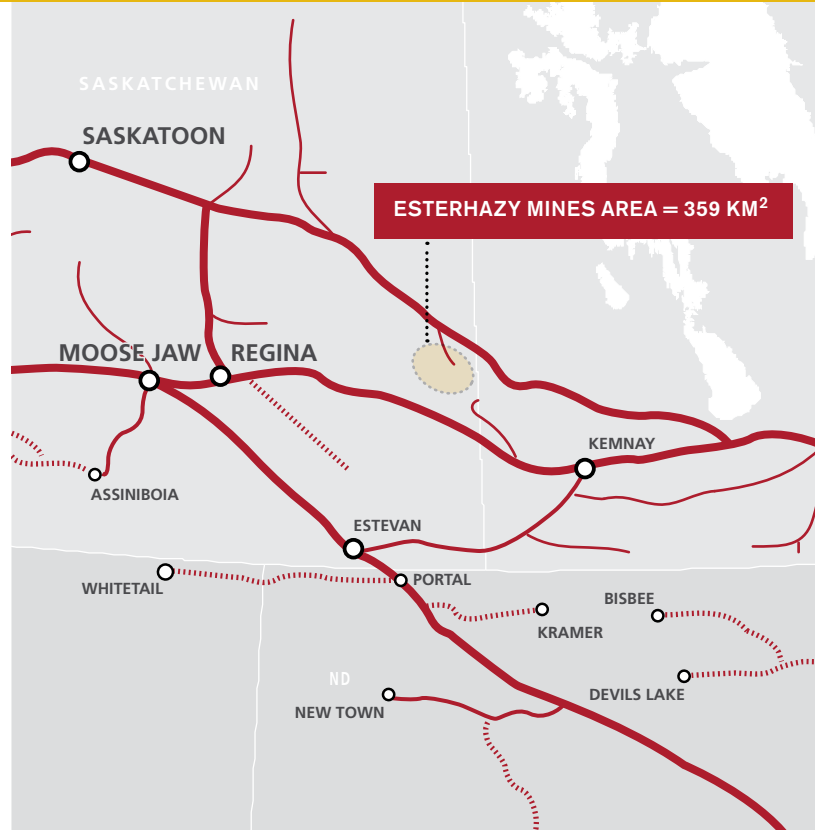 SASKATCHEWAN
SASKATOON
ESTERHAZY MINES AREA = 359 KM²
MOOSE JAW
REGINA
KEMNAY
ASSINIBOIA
ESTEVAN
WHITETAIL
PORTAL
BISBEE
KRAMER
ND
DEVILS LAKE
NEW TOWN